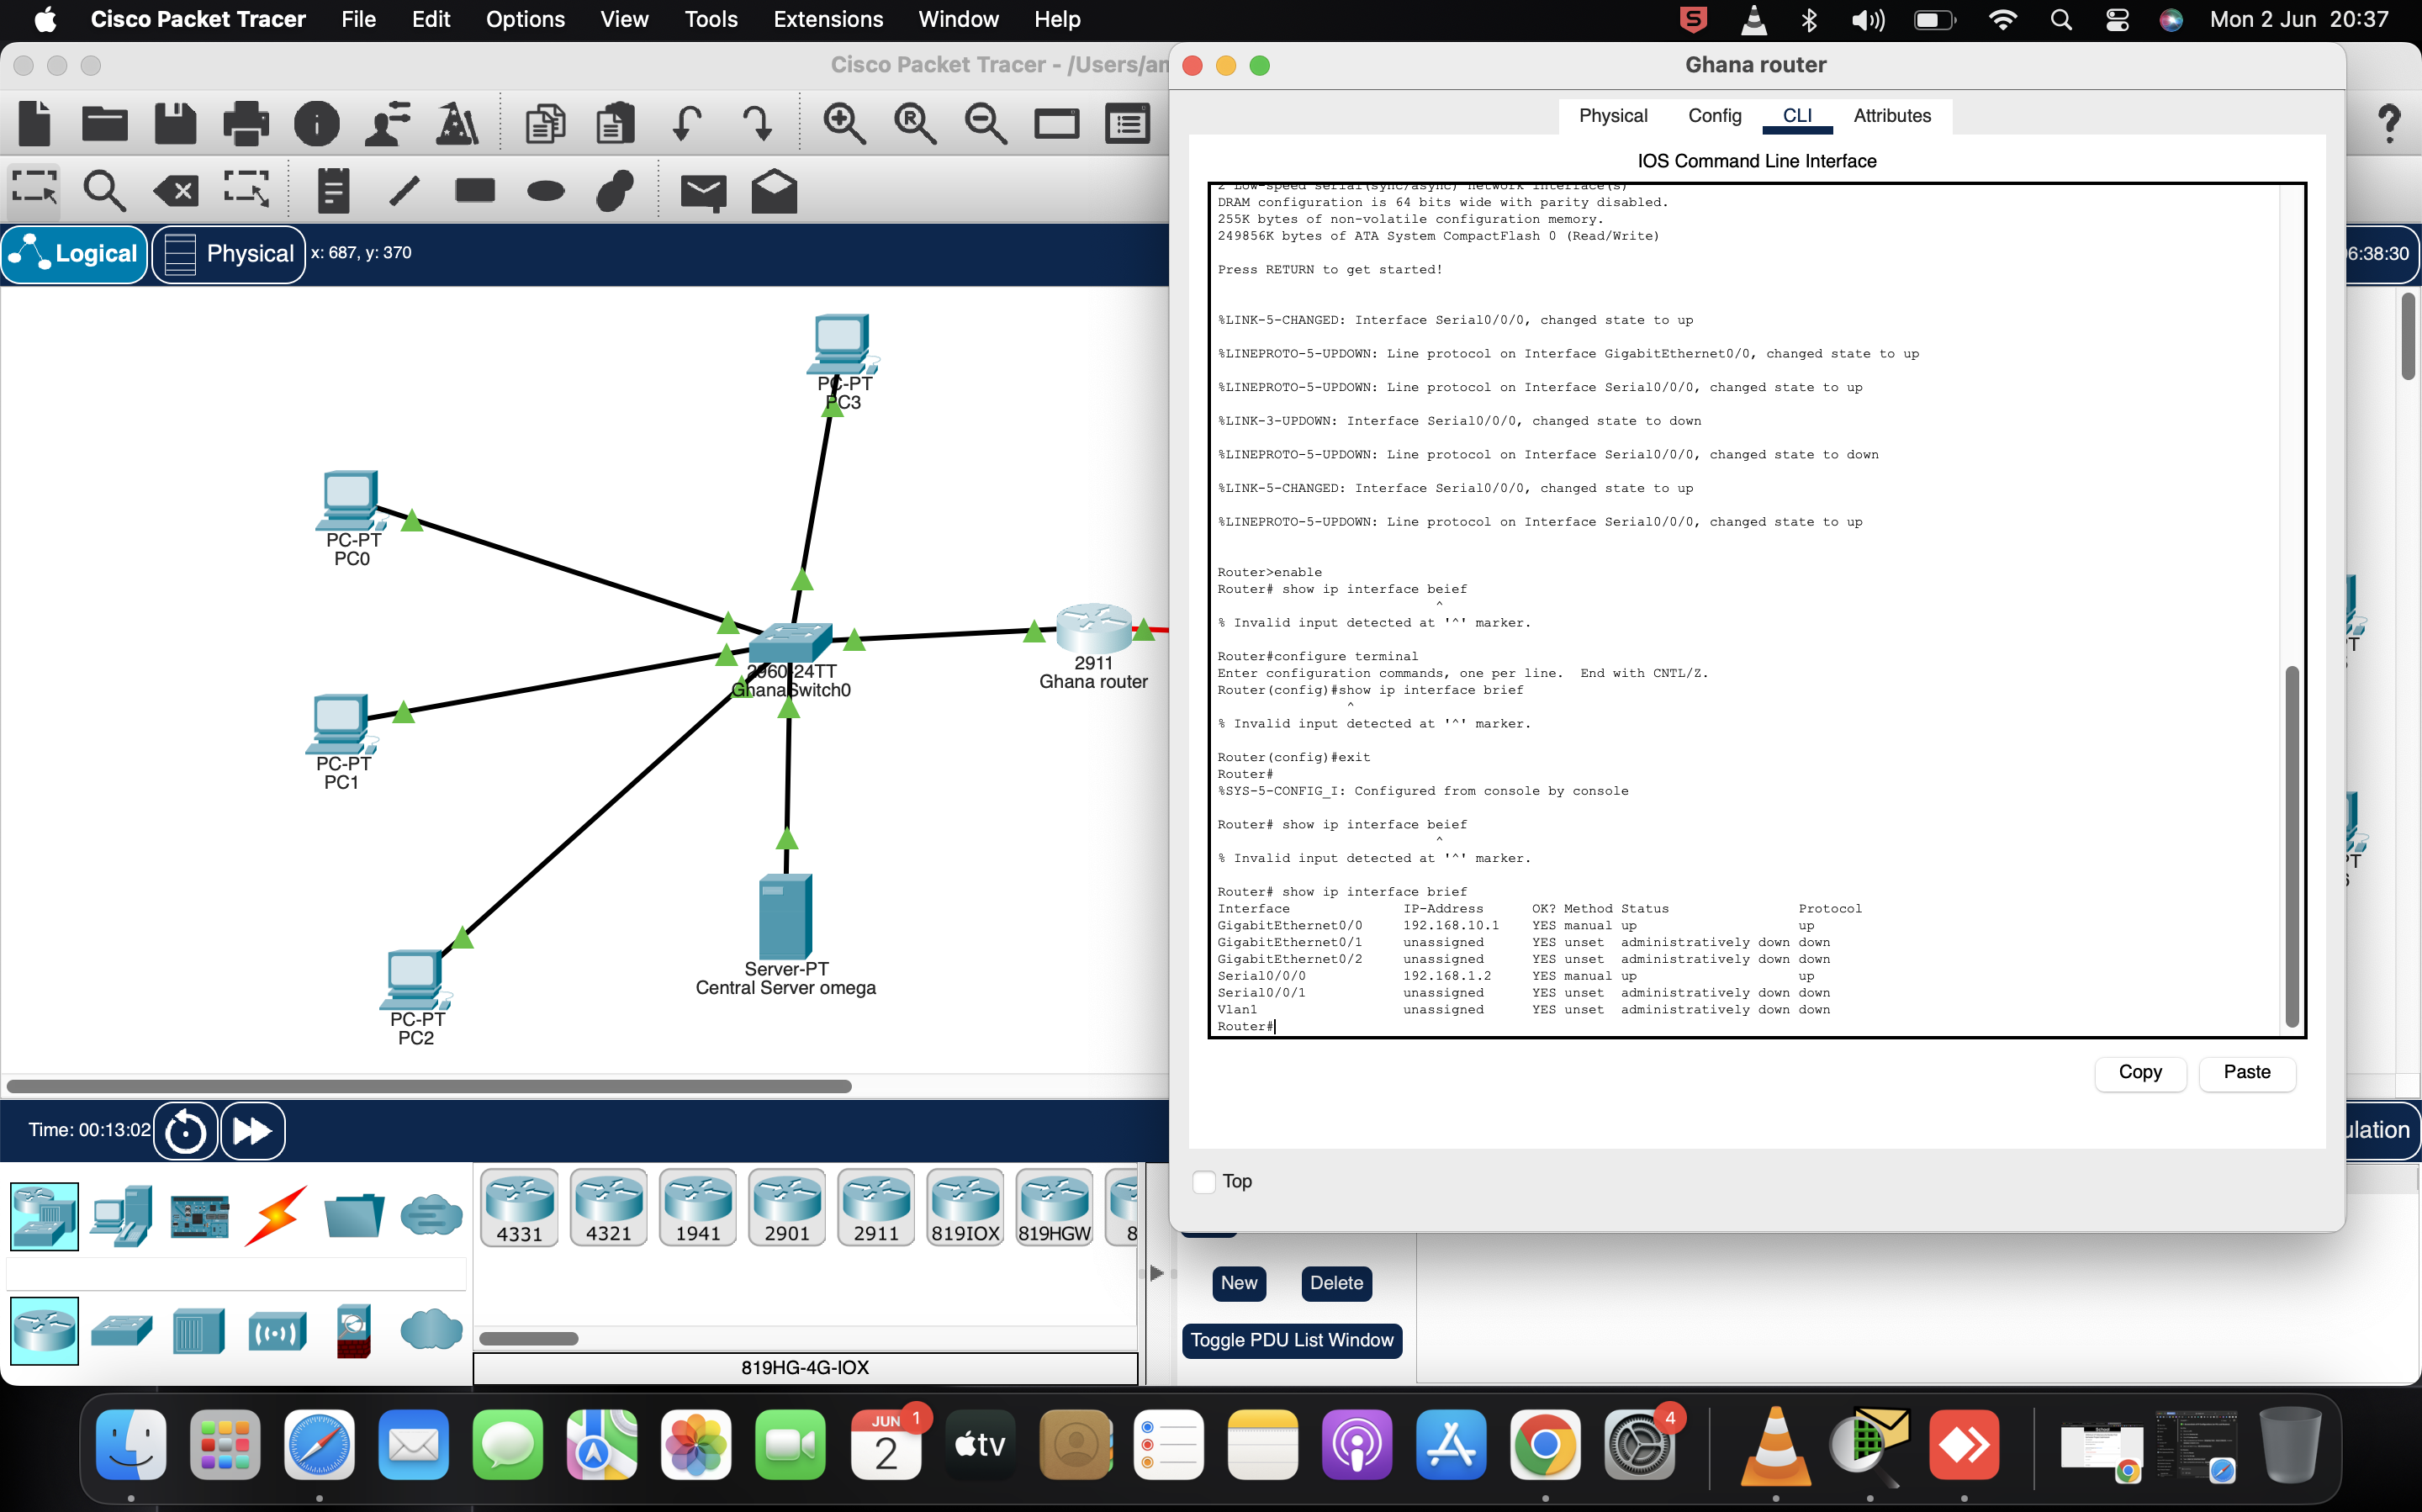 Cisco Packet Tracer File Edit Options View Tools Extensions Window Help
Mon 2 Jun 20:37
Cisco Packet Tracer - /Users/an
Ghana router
Physical Config CLI Attributes
IOS Command Line Interface
Logical Physical x: 687, y: 370
6:38:30
2 Low-speed serial(sync/async) network interface(s)
DRAM configuration is 64 bits wide with parity disabled.
255K bytes of non-volatile configuration memory.
249856K bytes of ATA System CompactFlash 0 (Read/Write)
Press RETURN to get started!
%LINK-5-CHANGED: Interface Serial0/0/0, changed state to up
%LINEPROTO-5-UPDOWN: Line protocol on Interface GigabitEthernet0/0, changed state to up
%LINEPROTO-5-UPDOWN: Line protocol on Interface Serial0/0/0, changed state to up
%LINK-3-UPDOWN: Interface Serial0/0/0, changed state to down
%LINEPROTO-5-UPDOWN: Line protocol on Interface Serial0/0/0, changed state to down
%LINK-5-CHANGED: Interface Serial0/0/0, changed state to up
%LINEPROTO-5-UPDOWN: Line protocol on Interface Serial0/0/0, changed state to up
Router>enable
Router# show ip interface beief
^
% Invalid input detected at '^' marker.
Router#configure terminal
Enter configuration commands, one per line. End with CNTL/Z.
Router(config)#show ip interface brief
^
% Invalid input detected at '^' marker.
Router(config)#exit
Router#
%SYS-5-CONFIG_I: Configured from console by console
Router# show ip interface beief
^
% Invalid input detected at '^' marker.
Router# show ip interface brief
Interface IP-Address OK? Method Status Protocol
GigabitEthernet0/0 192.168.10.1 YES manual up up
GigabitEthernet0/1 unassigned YES unset administratively down down
GigabitEthernet0/2 unassigned YES unset administratively down down
Serial0/0/0 192.168.1.2 YES manual up up
Serial0/0/1 unassigned YES unset administratively down down
Vlan1 unassigned YES unset administratively down down
Router#
Copy Paste
Top
PC-PT
PC3
PC-PT
PC0
2960-24TT
GhanaSwitch0
2911
Ghana router
PC-PT
PC1
Server-PT
Central Server omega
PC-PT
PC2
Time: 00:13:02
ulation
4331 4321 1941 2901 2911 819IOX 819HGW 8
819HG-4G-IOX
New Delete
Toggle PDU List Window
JUN 1
2
tv
4